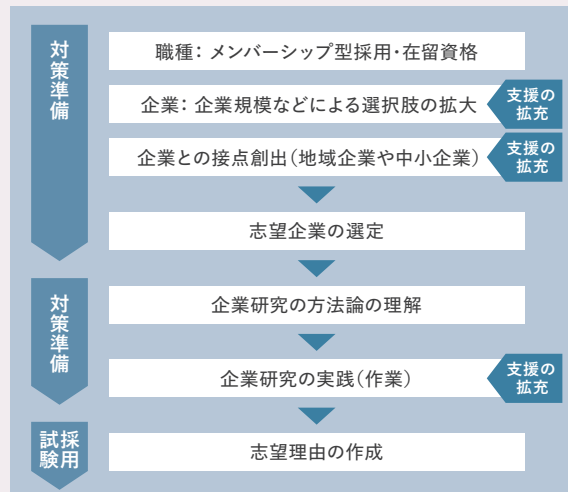 対策準備
職種：メンバーシップ型採用・在留資格
企業：企業規模などによる選択肢の拡大
支援の
拡充
企業との接点創出（地域企業や中小企業）
支援の
拡充
志望企業の選定
対策準備
企業研究の方法論の理解
企業研究の実践（作業）
支援の
拡充
採用
試験
志望理由の作成